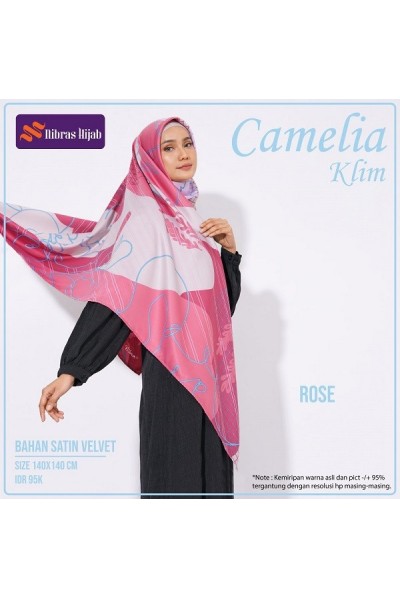 Nibras Hijab
Camelia
Klim
ROSE
BAHAN SATIN VELVET
SIZE 140X140 CM
IDR 95K
*Note : Kemiripan warna asli dan pict -/+ 95%
tergantung dengan resolusi hp masing-masing.